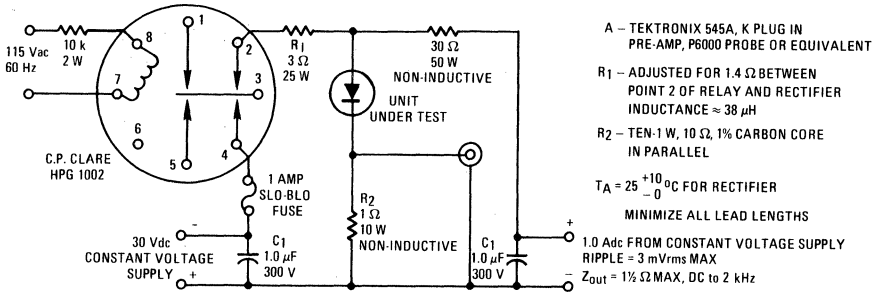 115 Vac
60 Hz
10 k
2 W
8
7
1
2
3
4
5
6
C.P. CLARE
HPG 1002
R1
3 Ω
25 W
30 Ω
50 W
NON-INDUCTIVE
UNIT
UNDER TEST
1 AMP
SLO-BLO
FUSE
R2
1 Ω
10 W
NON-INDUCTIVE
30 Vdc
CONSTANT VOLTAGE
SUPPLY
-
+
C1
1.0 μF
300 V
C1
1.0 μF
300 V
+
-
A – TEKTRONIX 545A, K PLUG IN
PRE-AMP, P6000 PROBE OR EQUIVALENT
R1 – ADJUSTED FOR 1.4 Ω BETWEEN
POINT 2 OF RELAY AND RECTIFIER
INDUCTANCE ≈ 38 μH
R2 – TEN-1 W, 10 Ω, 1% CARBON CORE
IN PARALLEL
TA = 25 +10 -0 °C FOR RECTIFIER
MINIMIZE ALL LEAD LENGTHS
1.0 Adc FROM CONSTANT VOLTAGE SUPPLY
RIPPLE = 3 mVrms MAX
Zout = 1½ Ω MAX, DC to 2 kHz